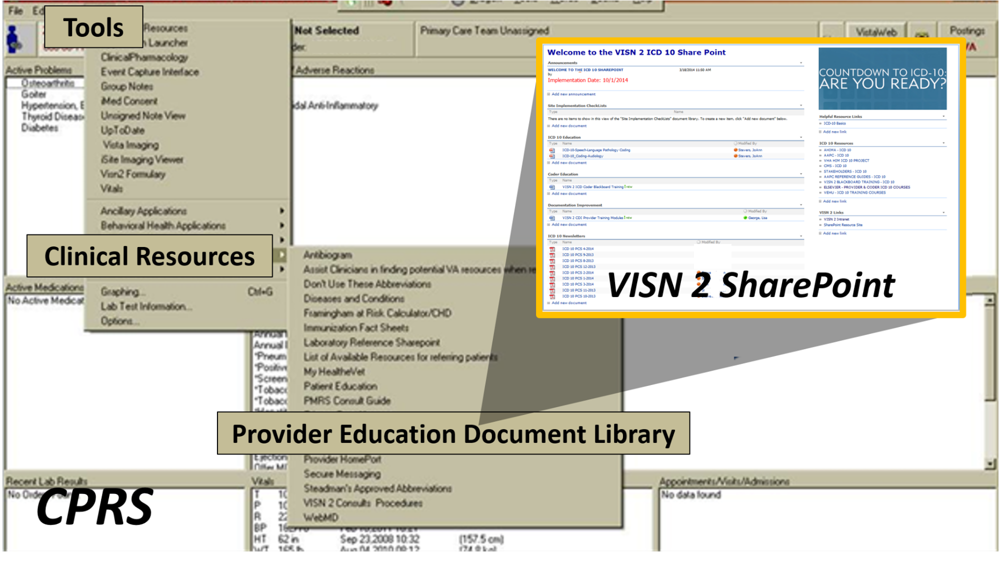 File
Tools
Resources
Launcher
ClinicalPharmacology
Event Capture Interface
Group Notes
iMed Consent
Unsigned Note View
UpToDate
Vista Imaging
iSite Imaging Viewer
Visn2 Formulary
Vitals
Ancillary Applications
Behavioral Health Applications
Clinical Resources
Graphing... Ctrl+G
Lab Test Information...
Options...
Not Selected
Primary Care Team Unassigned
VistaWeb
Postings
Active Problems
Osteoarthritis
Goiter
Hypertension, E
Thyroid Diseas
Diabetes
Adverse Reactions
idal Anti-Inflammatory
Active Medications
No Active Medicat
Annual
Annual I
*Pneum
*Positive
*Screen
*Tobacc
*Tobacc
Antibiogram
Assist Clinicians in finding potential VA resources when re
Don't Use These Abbreviations
Diseases and Conditions
Framingham at Risk Calculator/CHD
Immunization Fact Sheets
Laboratory Reference Sharepoint
List of Available Resources for referring patients
My HealtheVet
Patient Education
PMRS Consult Guide
Provider Education Document Library
Ejection
Provider HomePort
Secure Messaging
Steadman's Approved Abbreviations
VISN 2 Consults Procedures
WebMD
Recent Lab Results
CPRS
Vitals
T
P
R 22
BP
HT 62 in Sep 23,2008 10:32 (157.5 cm)
WT 165 lb Aug 04,2010 08:12 (74.8 kg)
Appointments/Visits/Admissions
No data found
Welcome to the VISN 2 ICD 10 Share Point
Announcements
WELCOME TO THE ICD 10 SHAREPOINT 3/18/2014 11:50 AM
by
Implementation Date: 10/1/2014
Add new announcement
Site Implementation CheckLists
Type Name
There are no items to show in this view of the "Site Implementation CheckLists" document library. To create a new item, click "Add new document" below.
Add new document
ICD 10 Education
Type Name Modified By
ICD-10-Speech-Language Pathology Coding Stevers, JoAnn
ICD-10_Coding-Audiology Stevers, JoAnn
Add new document
Coder Education
Type Name
VISN 2 ICD Coder Blackboard Training ! NEW
Add new document
Documentation Improvement
Type Name Modified By
VISN 2 CDI Provider Training Modules ! NEW George, Lisa
Add new document
ICD 10 Newsletters
Type Name Modified By
ICD 10 PCS 4-2014
ICD 10 PCS 9-2013
ICD 10 PCS 8-2013
ICD 10 PCS 12-2013
ICD 10 PCS 2-2014
ICD 10 PCS 1-2014
ICD 10 PCS 3-2014
ICD 10 PCS 11-2013
ICD 10 PCS 10-2013
Add new document
VISN 2 SharePoint
COUNTDOWN TO ICD-10:
ARE YOU READY?
Helpful Resource Links
ICD-10 Basics
Add new link
ICD 10 Resources
AHIMA - ICD 10
AAPC - ICD 10
VHA HIM ICD 10 PROJECT
CMS - ICD 10
STAKEHOLDERS - ICD 10
AAPC REFERENCE GUIDES - ICD 10
VISN 2 BLACKBOARD TRAINING - ICD 10
ELSEVIER - PROVIDER & CODER ICD 10 COURSES
VEHU - ICD 10 TRAINING COURSES
Add new link
VISN 2 Links
VISN 2 Intranet
SharePoint Resource Site
Add new link